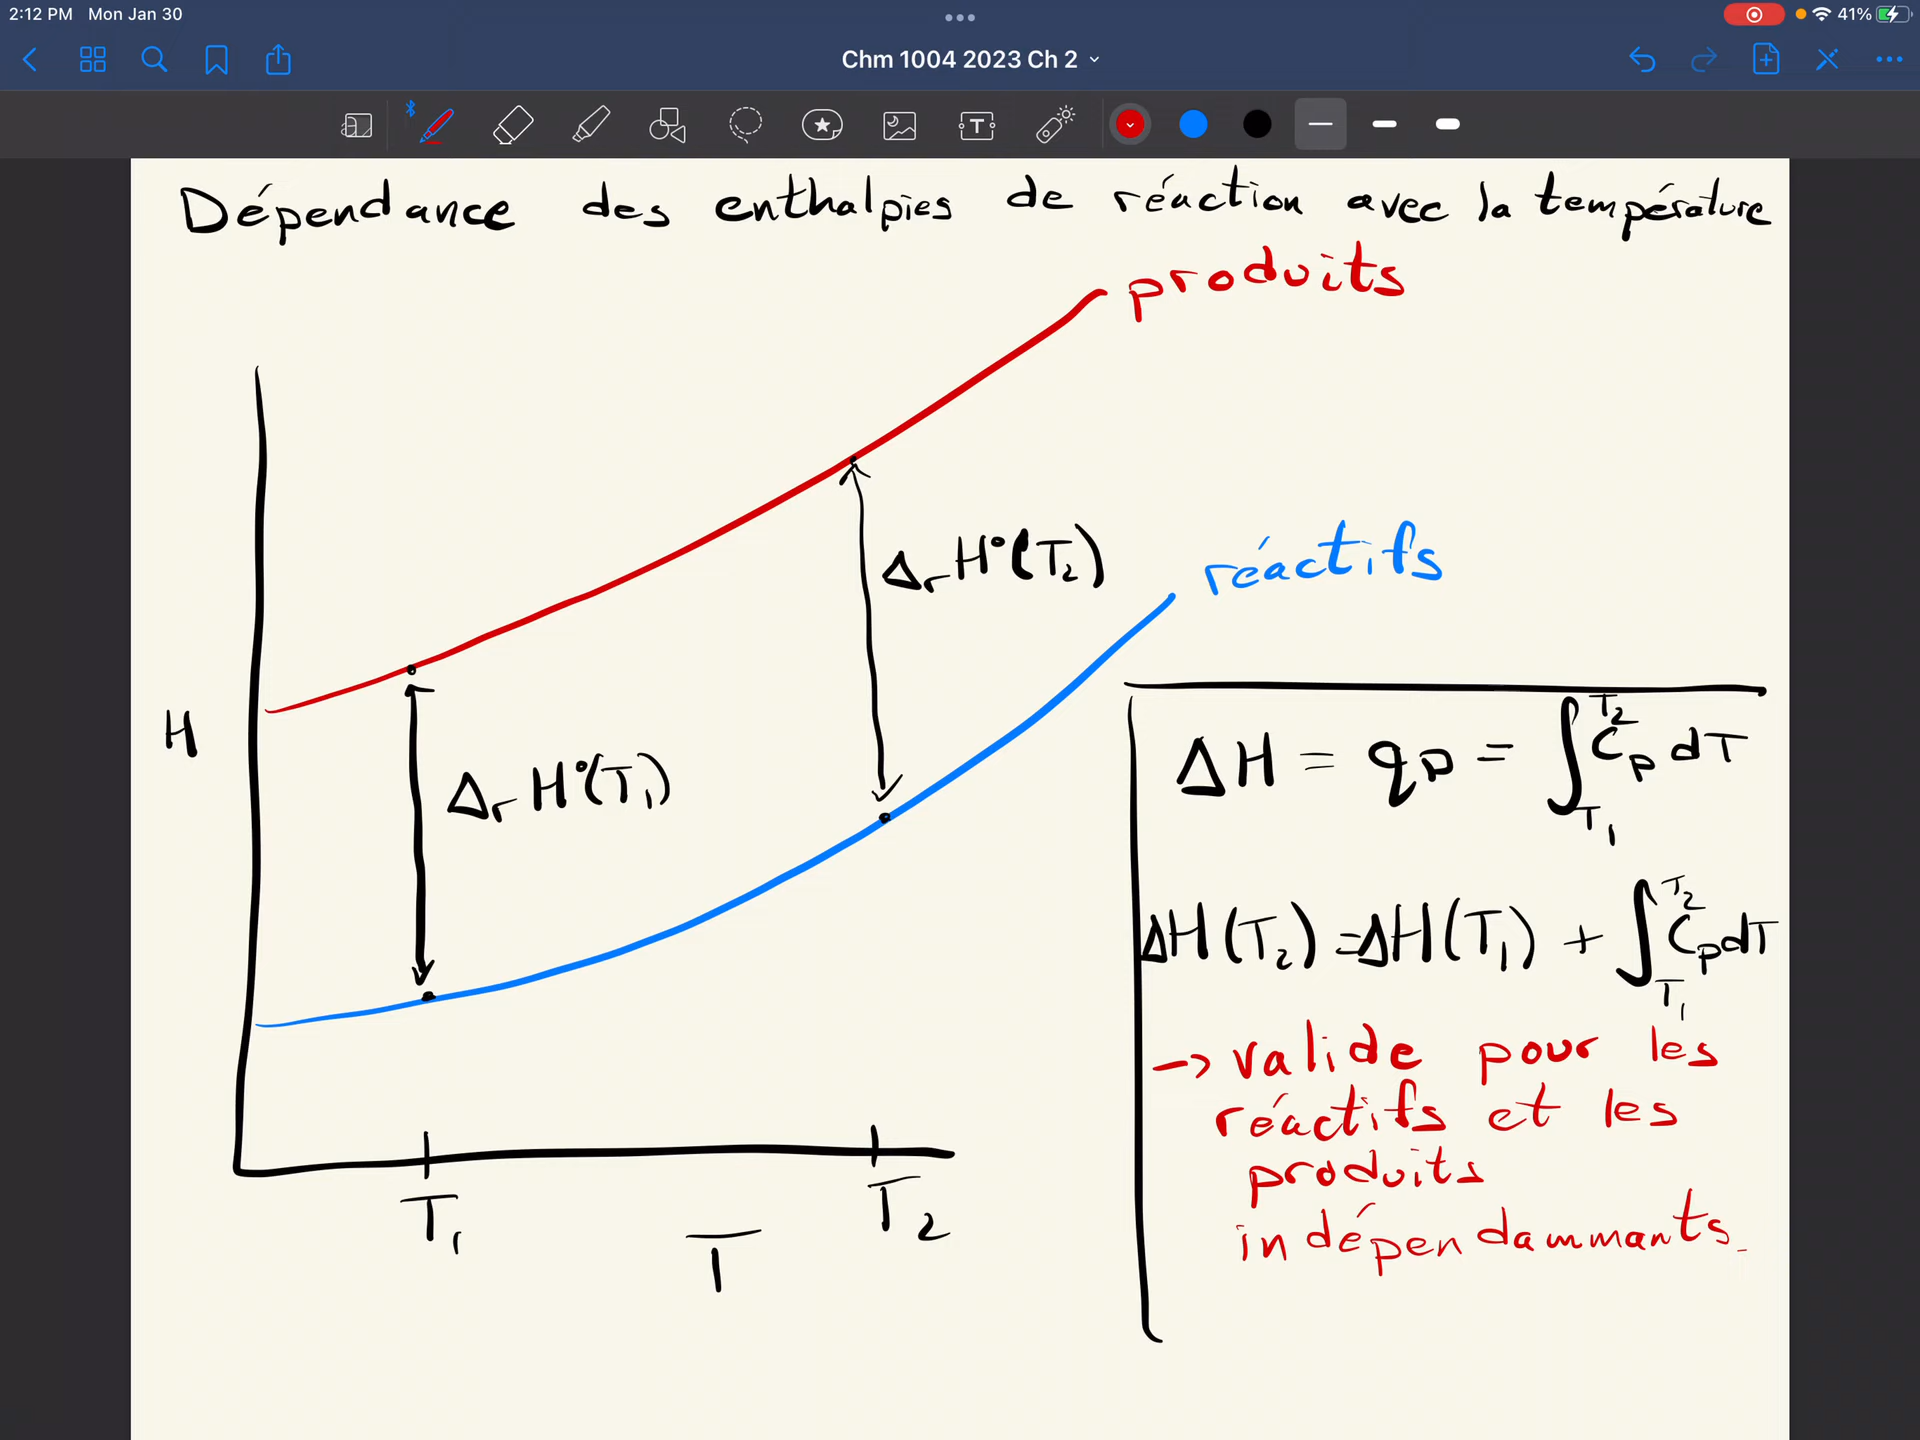 2:12 PM Mon Jan 30
41%
Chm 1004 2023 Ch 2
Dépendance des enthalpies de réaction avec la température
produits
réactifs
ΔrH°(T₂)
H
ΔrH°(T₁)
T₁
T₂
T
ΔH = qp = ∫T₁T₂ Cp dT
ΔH(T₂) = ΔH(T₁) + ∫T₁T₂ Cp dT
→ valide pour les
réactifs et les
produits
indépendammants.